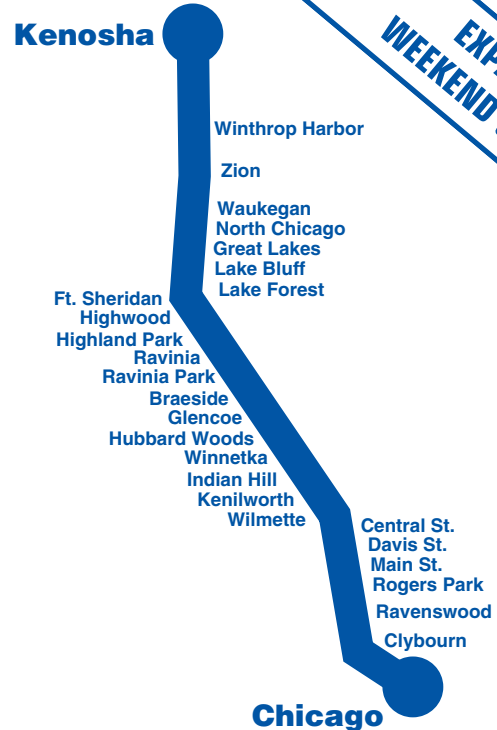 Kenosha
WEEKEND
Winthrop Harbor
Zion
Waukegan
North Chicago
Great Lakes
Lake Bluff
Lake Forest
Ft. Sheridan
Highwood
Highland Park
Ravinia
Ravinia Park
Braeside
Glencoe
Hubbard Woods
Winnetka
Indian Hill
Kenilworth
Wilmette
Central St.
Davis St.
Main St.
Rogers Park
Ravenswood
Clybourn
Chicago